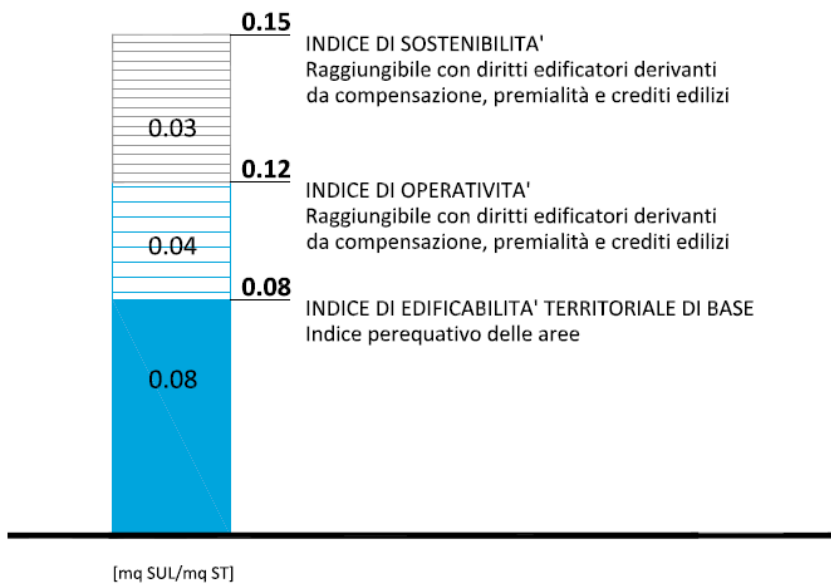 0.15
INDICE DI SOSTENIBILITA'
Raggiungibile con diritti edificatori derivanti
da compensazione, premialità e crediti edilizi
0.03
0.12
INDICE DI OPERATIVITA'
Raggiungibile con diritti edificatori derivanti
da compensazione, premialità e crediti edilizi
0.04
0.08
INDICE DI EDIFICABILITA' TERRITORIALE DI BASE
Indice perequativo delle aree
0.08
[mq SUL/mq ST]